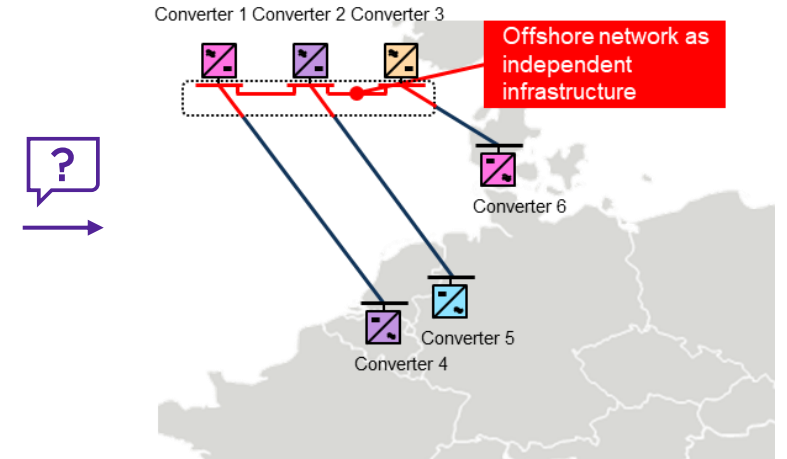 Converter 1 Converter 2 Converter 3
Offshore network as
independent
infrastructure
?
Converter 6
Converter 5
Converter 4